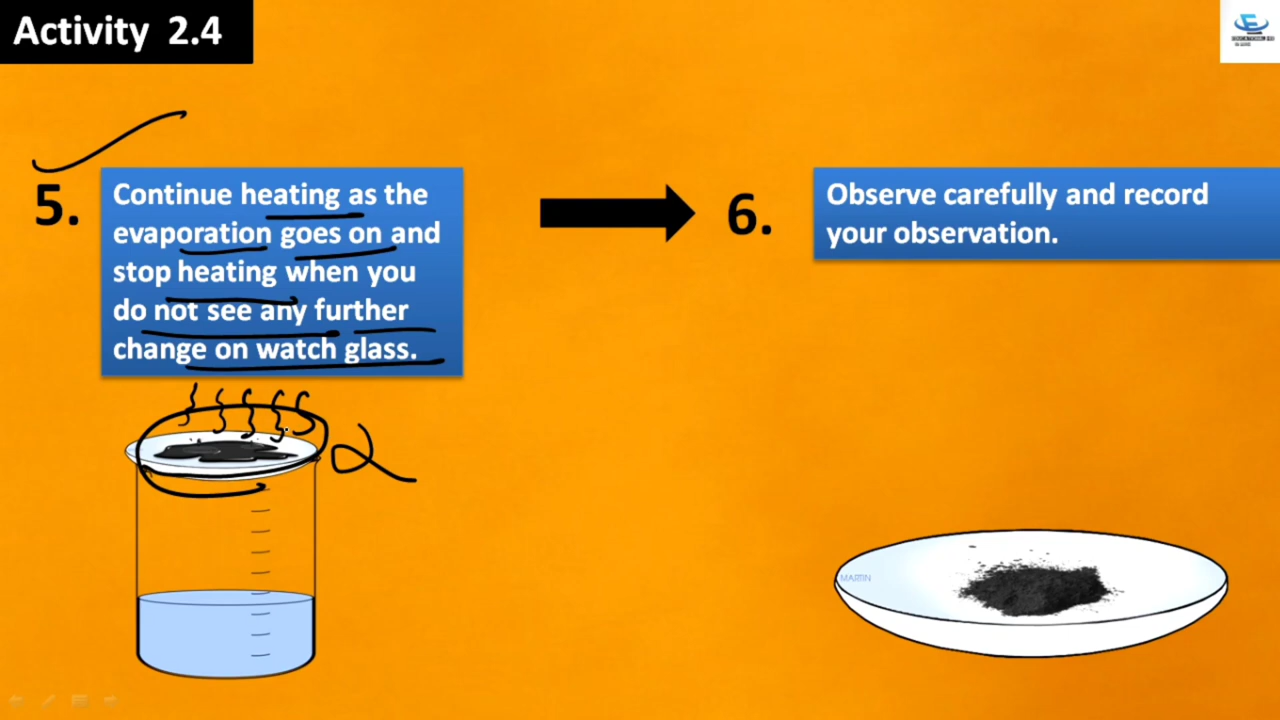 Activity 2.4
5.
Continue heating as the
evaporation goes on and
stop heating when you
do not see any further
change on watch glass.
6.
Observe carefully and record
your observation.
MARTIN